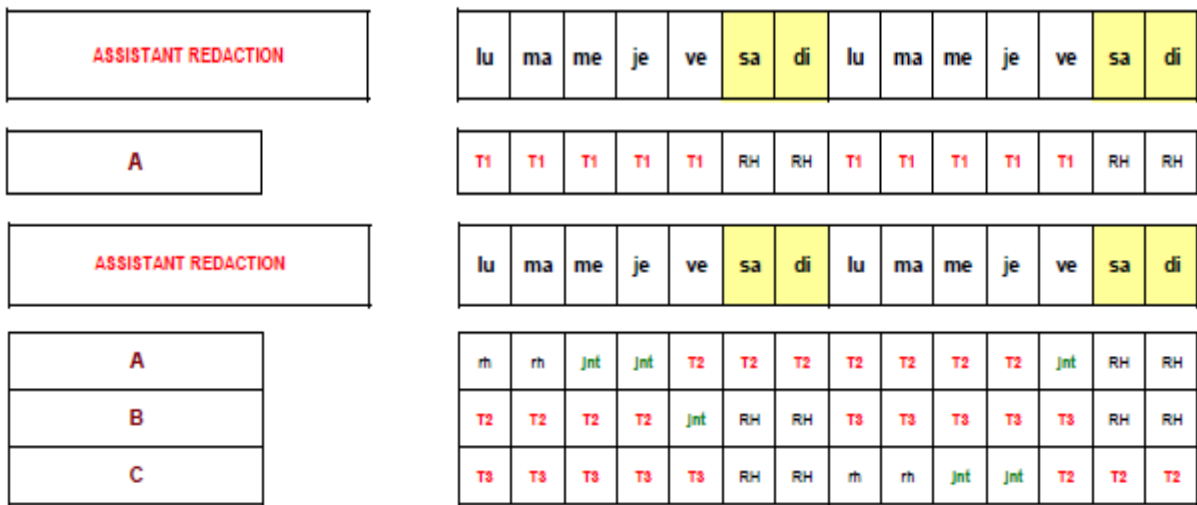 ASSISTANT REDACTION lu ma me je ve sa di lu ma me je ve sa di
A T1 T1 T1 T1 T1 RH RH T1 T1 T1 T1 T1 RH RH
ASSISTANT REDACTION lu ma me je ve sa di lu ma me je ve sa di
A rh rh Jnt Jnt T2 T2 T2 T2 T2 T2 T2 Jnt RH RH
B T2 T2 T2 T2 Jnt RH RH T3 T3 T3 T3 T3 RH RH
C T3 T3 T3 T3 T3 RH RH rh rh Jnt Jnt T2 T2 T2